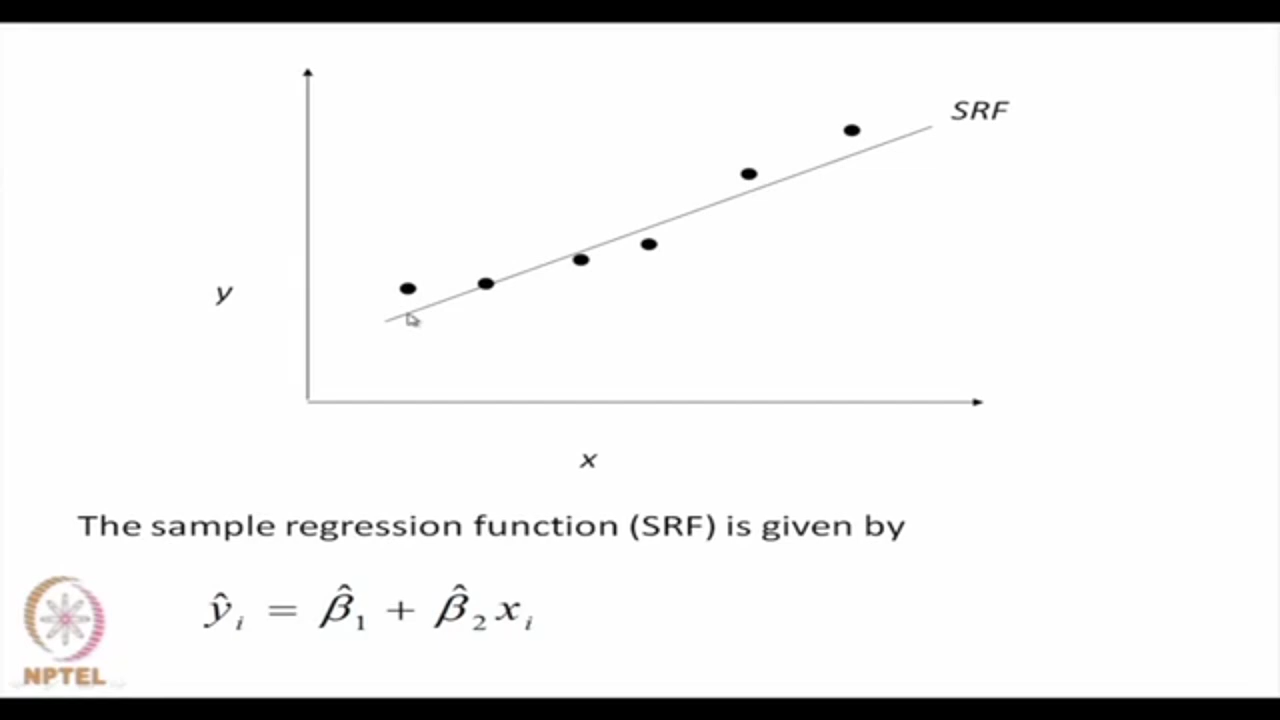 SRF
y
x
The sample regression function (SRF) is given by
ŷᵢ = β̂₁ + β̂₂xᵢ
NPTEL